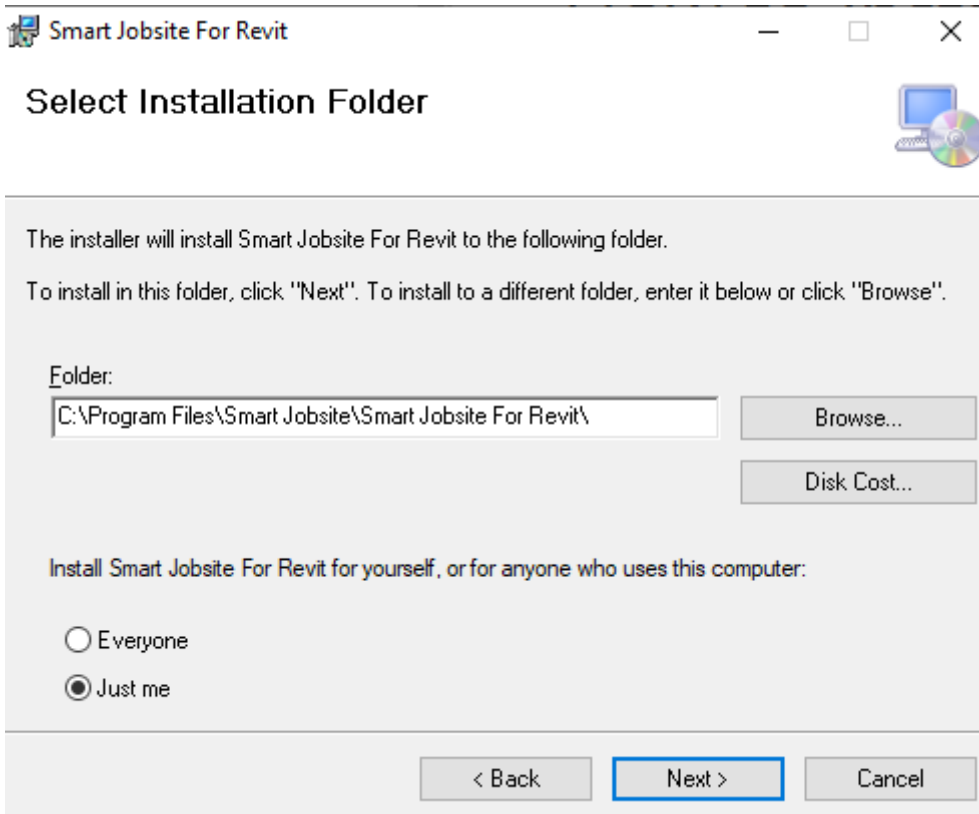 Smart Jobsite For Revit
Select Installation Folder
The installer will install Smart Jobsite For Revit to the following folder.
To install in this folder, click "Next". To install to a different folder, enter it below or click "Browse".
Folder:
C:\Program Files\Smart Jobsite\Smart Jobsite For Revit\
Browse...
Disk Cost...
Install Smart Jobsite For Revit for yourself, or for anyone who uses this computer:
Everyone
Just me
< Back
Next >
Cancel